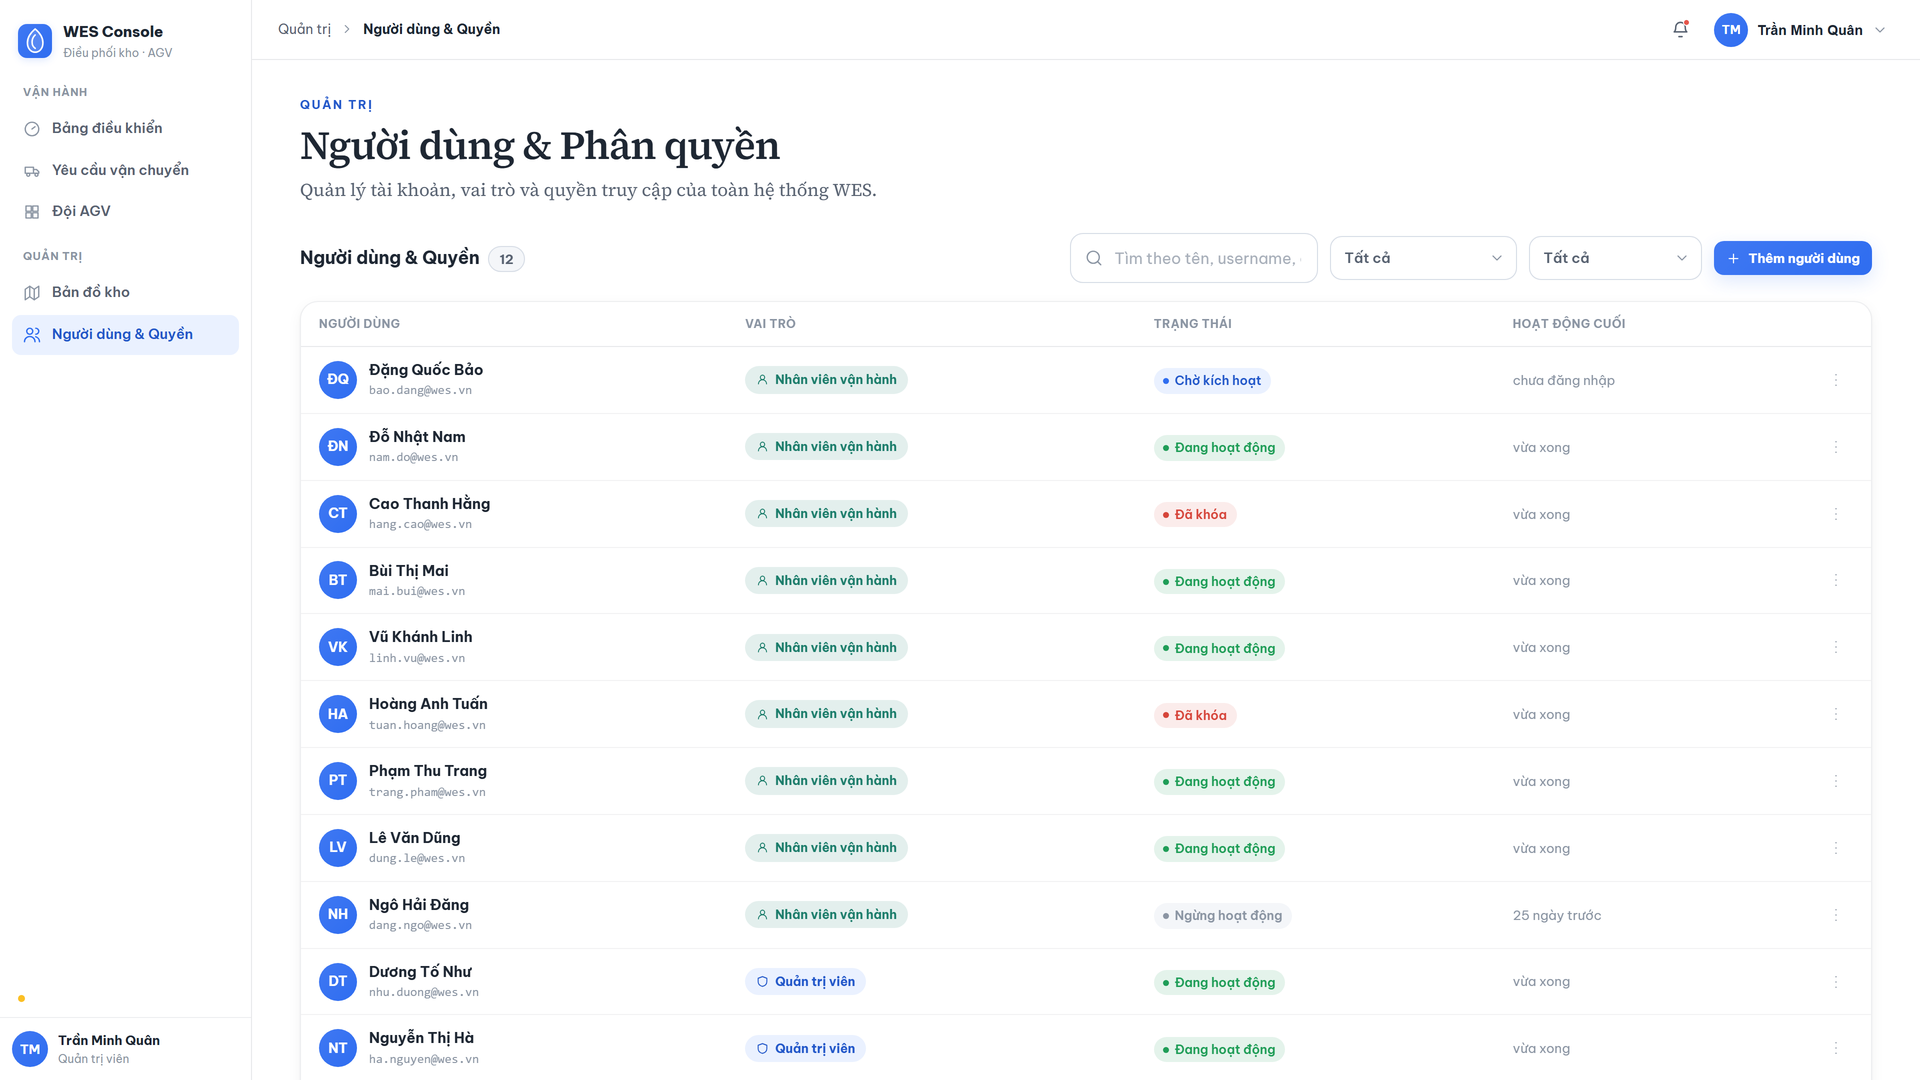 WES Console
Điều phối kho · AGV
VẬN HÀNH
Bảng điều khiển
Yêu cầu vận chuyển
Đội AGV
QUẢN TRỊ
Bản đồ kho
Người dùng & Quyền
TM
Trần Minh Quân
Quản trị viên
Quản trị
Người dùng & Quyền
TM
Trần Minh Quân
QUẢN TRỊ
Người dùng & Phân quyền
Quản lý tài khoản, vai trò và quyền truy cập của toàn hệ thống WES.
Người dùng & Quyền 12
Tìm theo tên, username,
Tất cả
Tất cả
Thêm người dùng
NGƯỜI DÙNG VAI TRÒ TRẠNG THÁI HOẠT ĐỘNG CUỐI
ĐQ Đặng Quốc Bảo Nhân viên vận hành Chờ kích hoạt chưa đăng nhập
bao.dang@wes.vn
ĐN Đỗ Nhật Nam Nhân viên vận hành Đang hoạt động vừa xong
nam.do@wes.vn
CT Cao Thanh Hằng Nhân viên vận hành Đã khóa vừa xong
hang.cao@wes.vn
BT Bùi Thị Mai Nhân viên vận hành Đang hoạt động vừa xong
mai.bui@wes.vn
VK Vũ Khánh Linh Nhân viên vận hành Đang hoạt động vừa xong
linh.vu@wes.vn
HA Hoàng Anh Tuấn Nhân viên vận hành Đã khóa vừa xong
tuan.hoang@wes.vn
PT Phạm Thu Trang Nhân viên vận hành Đang hoạt động vừa xong
trang.pham@wes.vn
LV Lê Văn Dũng Nhân viên vận hành Đang hoạt động vừa xong
dung.le@wes.vn
NH Ngô Hải Đăng Nhân viên vận hành Ngừng hoạt động 25 ngày trước
dang.ngo@wes.vn
DT Dương Tố Như Quản trị viên Đang hoạt động vừa xong
nhu.duong@wes.vn
NT Nguyễn Thị Hà Quản trị viên Đang hoạt động vừa xong
ha.nguyen@wes.vn